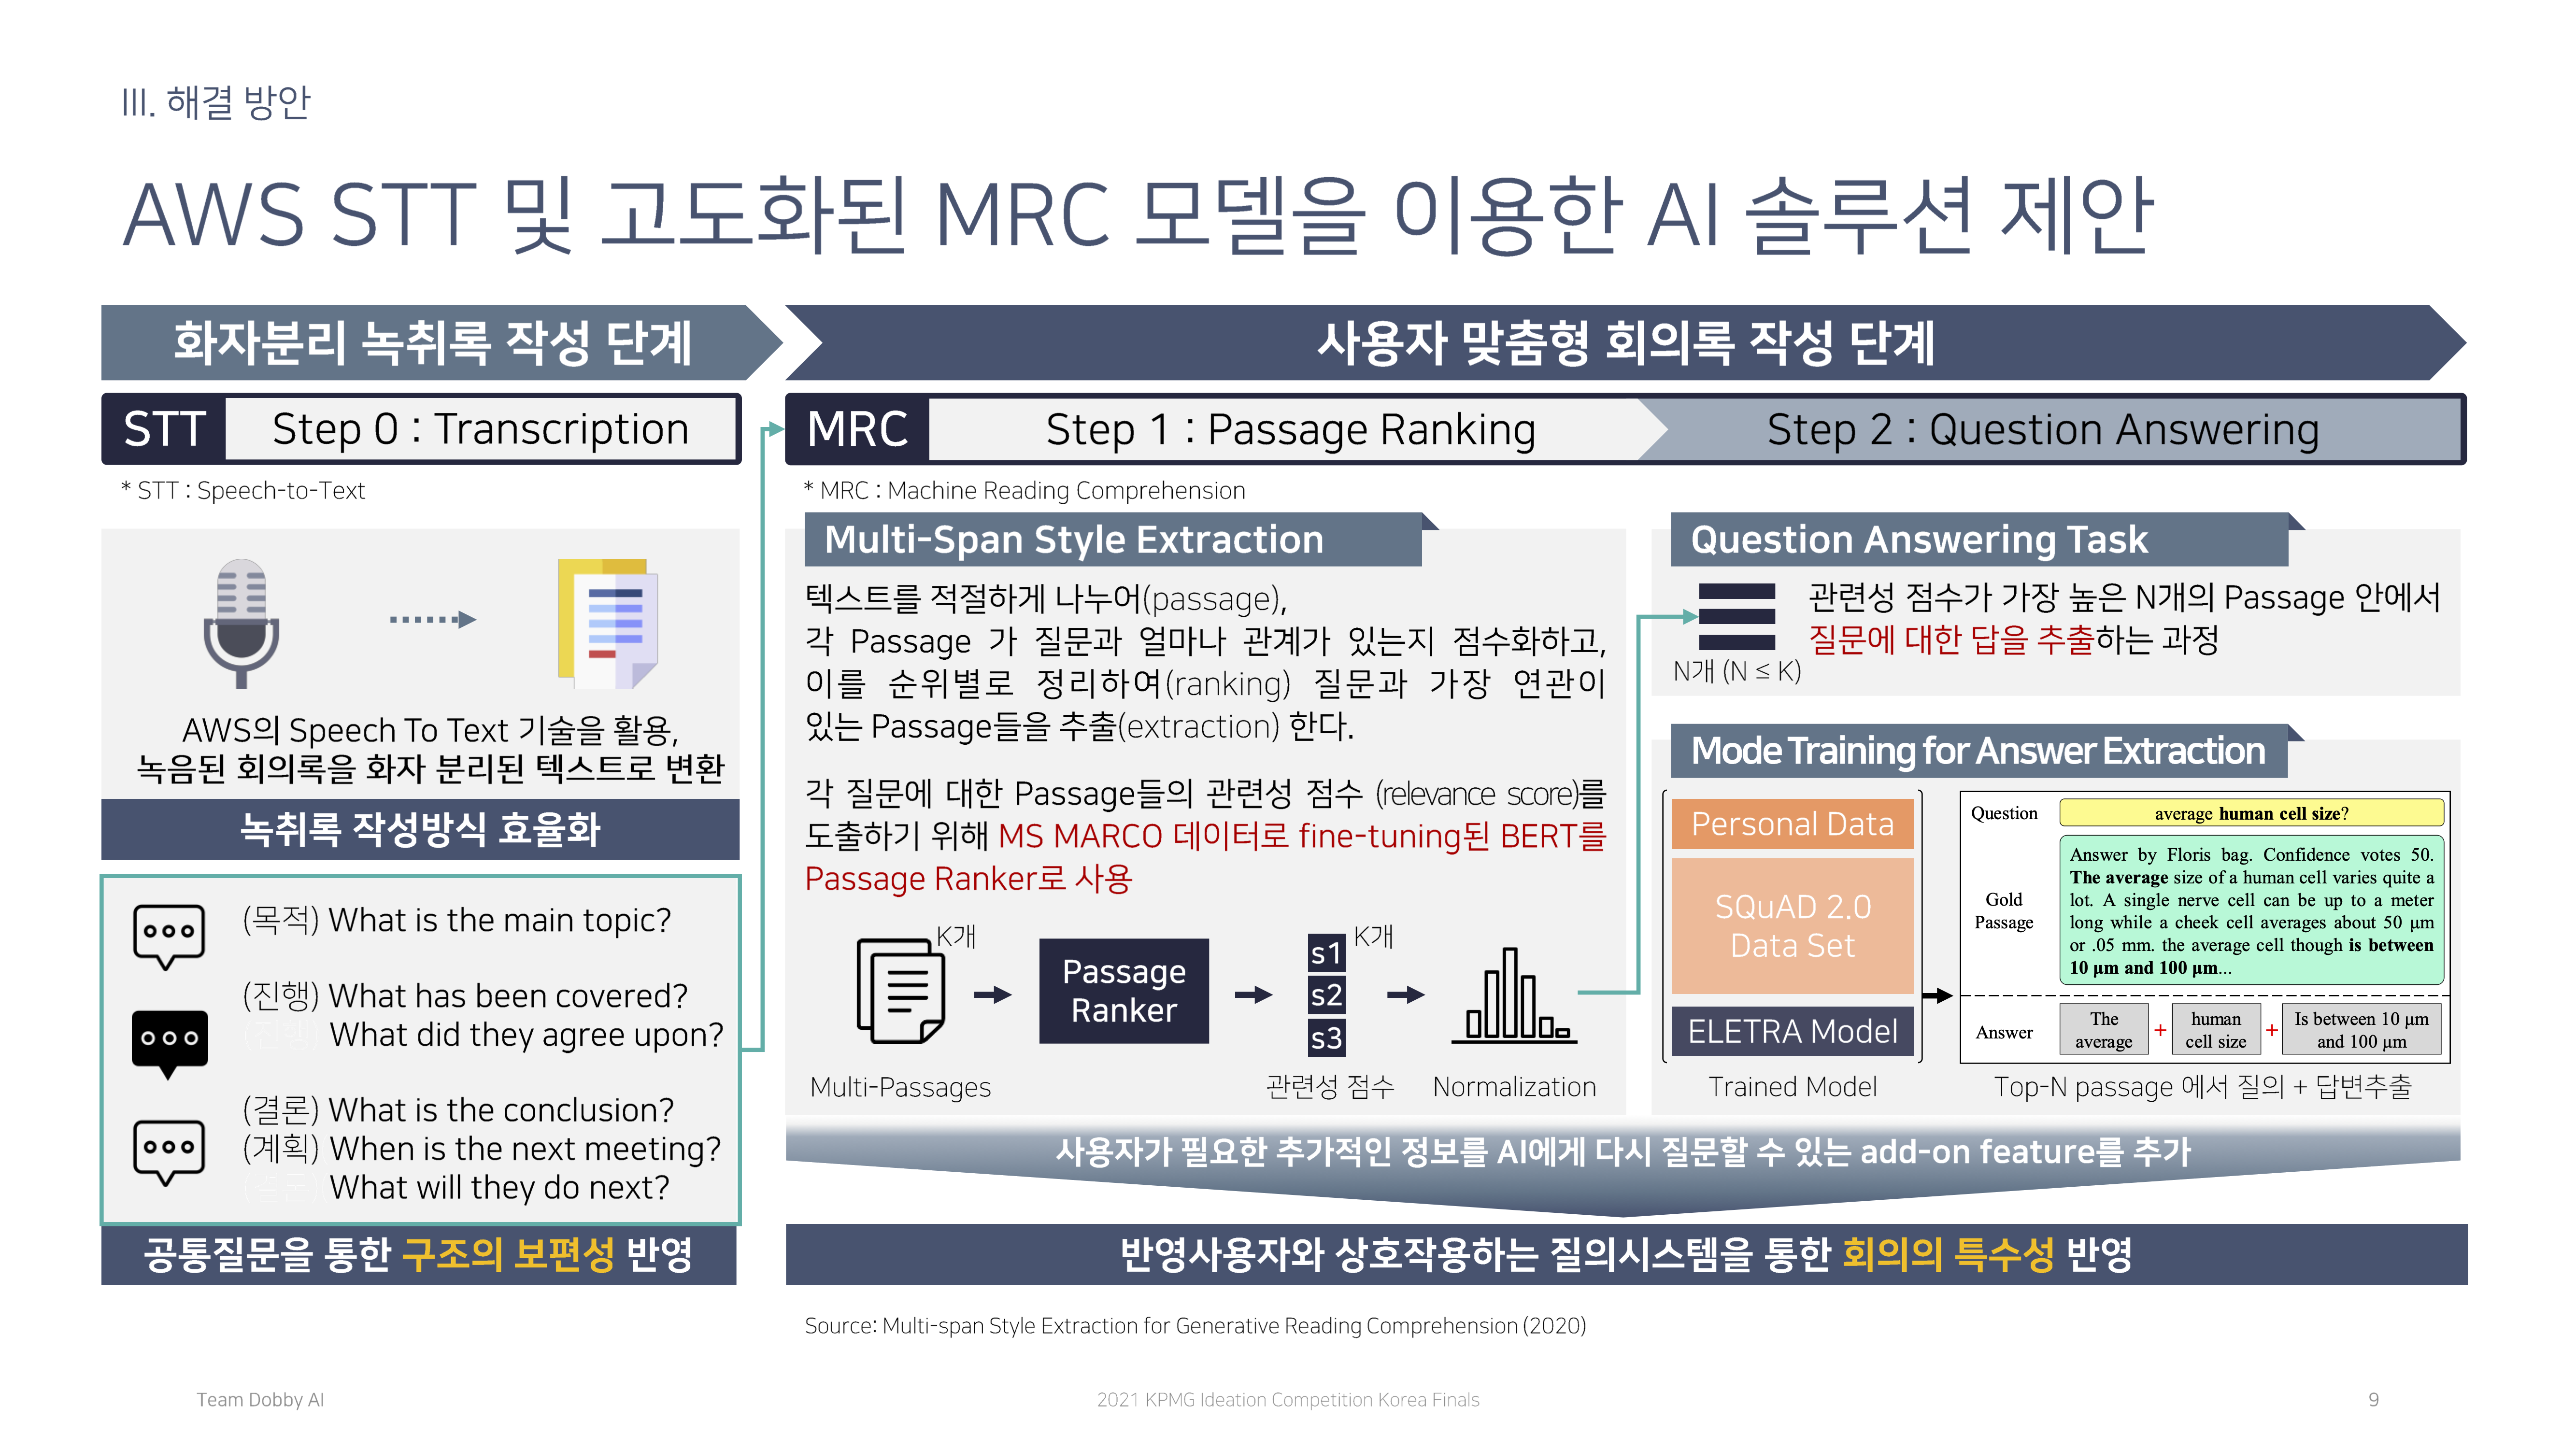 III. 해결 방안
AWS STT 및 고도화된 MRC 모델을 이용한 AI 솔루션 제안
화자분리 녹취록 작성 단계
STT
Step 0 : Transcription
* STT : Speech-to-Text
AWS의 Speech To Text 기술을 활용,
녹음된 회의록을 화자 분리된 텍스트로 변환
녹취록 작성방식 효율화
(목적) What is the main topic?
(진행) What has been covered?
What did they agree upon?
(결론) What is the conclusion?
(계획) When is the next meeting?
What will they do next?
공통질문을 통한 구조의 보편성 반영
사용자 맞춤형 회의록 작성 단계
MRC
Step 1 : Passage Ranking
Step 2 : Question Answering
* MRC : Machine Reading Comprehension
Multi-Span Style Extraction
텍스트를 적절하게 나누어(passage),
각 Passage 가 질문과 얼마나 관계가 있는지 점수화하고,
이를 순위별로 정리하여(ranking) 질문과 가장 연관이
있는 Passage들을 추출(extraction) 한다.
각 질문에 대한 Passage들의 관련성 점수 (relevance score)를
도출하기 위해 MS MARCO 데이터로 fine-tuning된 BERT를
Passage Ranker로 사용
K개
Passage
Ranker
s1
s2
s3
K개
Multi-Passages
관련성 점수
Normalization
Question Answering Task
N개 (N ≤ K)
관련성 점수가 가장 높은 N개의 Passage 안에서
질문에 대한 답을 추출하는 과정
Mode Training for Answer Extraction
Personal Data
SQuAD 2.0
Data Set
ELETRA Model
Trained Model
Question
average human cell size?
Gold
Passage
Answer by Floris bag. Confidence votes 50.
The average size of a human cell varies quite a
lot. A single nerve cell can be up to a meter
long while a cheek cell averages about 50 μm
or .05 mm. the average cell though is between
10 μm and 100 μm...
Answer
The
average
+
human
cell size
+
Is between 10 μm
and 100 μm
Top-N passage 에서 질의 + 답변추출
사용자가 필요한 추가적인 정보를 AI에게 다시 질문할 수 있는 add-on feature를 추가
반영사용자와 상호작용하는 질의시스템을 통한 회의의 특수성 반영
Source: Multi-span Style Extraction for Generative Reading Comprehension (2020)
Team Dobby AI
2021 KPMG Ideation Competition Korea Finals
9